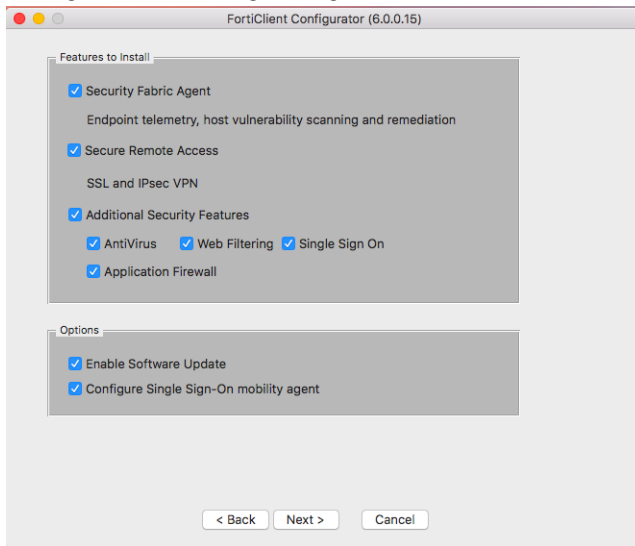 FortiClient Configurator (6.0.0.15)
Features to Install
Security Fabric Agent
Endpoint telemetry, host vulnerability scanning and remediation
Secure Remote Access
SSL and IPsec VPN
Additional Security Features
AntiVirus Web Filtering Single Sign On
Application Firewall
Options
Enable Software Update
Configure Single Sign-On mobility agent
< Back Next > Cancel